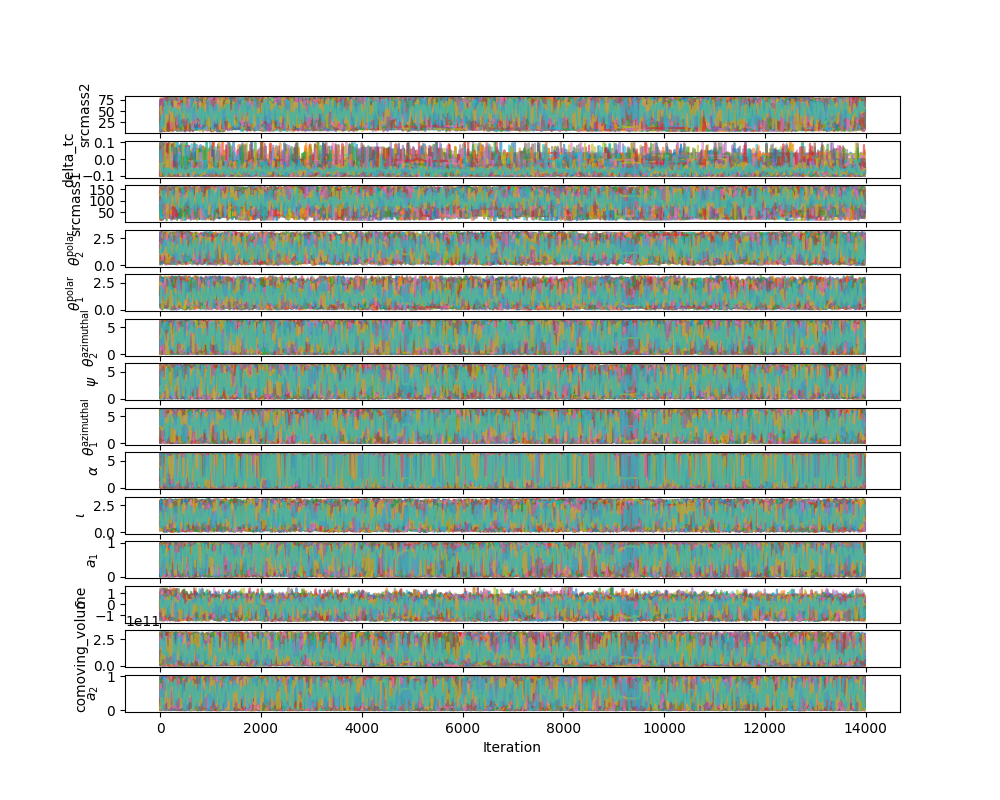 srcmass2
75
50
25
delta_tc
0.1
0.0
−0.1
srcmass1
150
100
50
θ₂^polar
2.5
0.0
θ₁^polar
2.5
0.0
θ₂^azimuthal
5
0
ψ
5
0
θ₁^azimuthal
5
0
α
5
0
ι
2.5
0.0
a₁
1
0
1
0
−1
comoving_volume
1e11
2.5
0.0
a₂
1
0
0 2000 4000 6000 8000 10000 12000 14000
Iteration